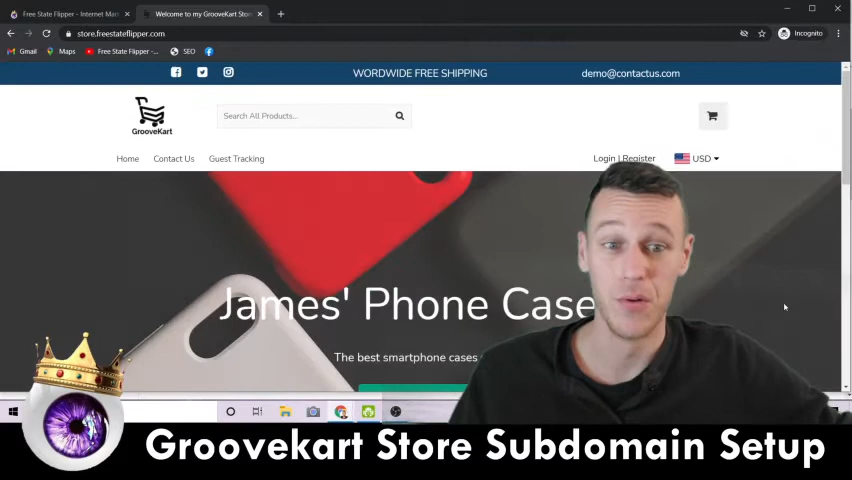 Free State Flipper - Internet Mar
Welcome to my GrooveKart Store
store.freestateflipper.com
Incognito
Gmail
Maps
Free State Flipper -...
SEO
WORDWIDE FREE SHIPPING
demo@contactus.com
GrooveKart
Search All Products...
Home
Contact Us
Guest Tracking
Login | Register
USD
James' Phone Case
The best smartphone cases
Groovekart Store Subdomain Setup